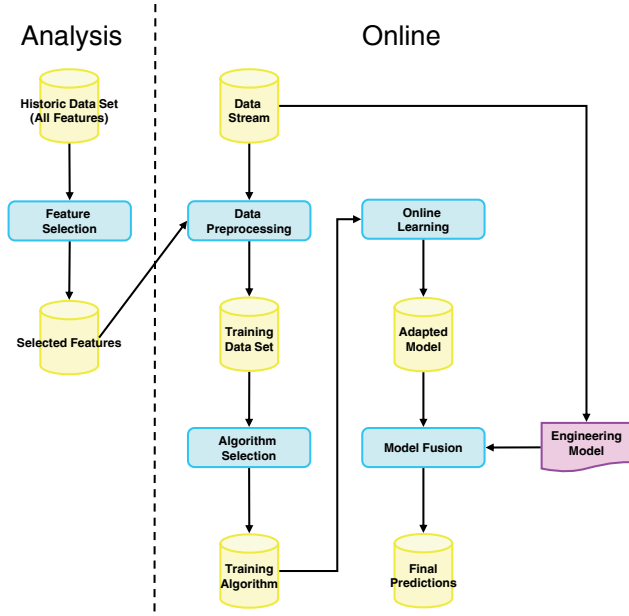 Analysis
Online
Historic Data Set
(All Features)
Data
Stream
Feature
Selection
Data
Preprocessing
Online
Learning
Selected Features
Training
Data Set
Adapted
Model
Algorithm
Selection
Model Fusion
Engineering
Model
Training
Algorithm
Final
Predictions